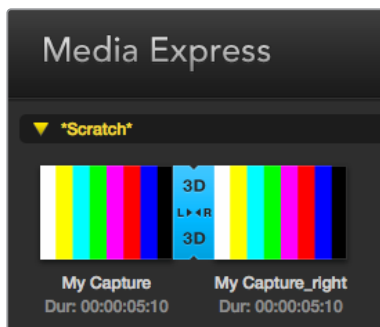 Media Express
*Scratch*
3D
L R
3D
My Capture My Capture_right
Dur: 00:00:05:10 Dur: 00:00:05:10